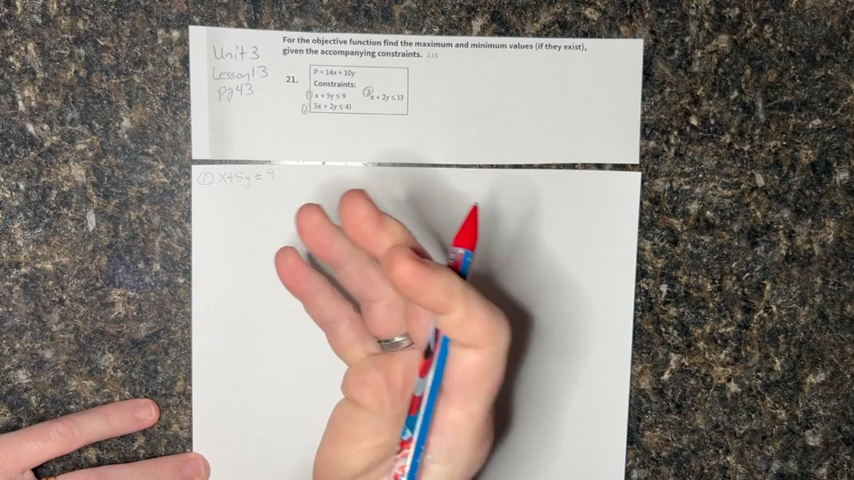 Unit 3
Lesson 13
Pg 43
For the objective function find the maximum and minimum values (if they exist),
given the accompanying constraints. 2.11
21.
P = 14x + 10y
Constraints:
① x + 5y ≤ 9
③ x + 2y ≤ 13
② 5x + 2y ≤ 41
① x+5y ≤ 9